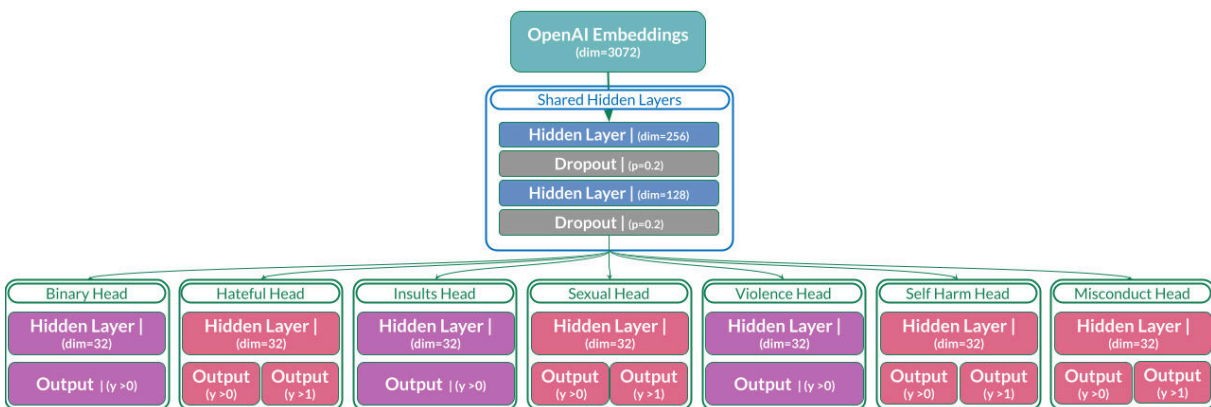 OpenAI Embeddings
(dim=3072)
Shared Hidden Layers
Hidden Layer | (dim=256)
Dropout | (p=0.2)
Hidden Layer | (dim=128)
Dropout | (p=0.2)
Binary Head
Hidden Layer |
(dim=32)
Output | (y >0)
Hateful Head
Hidden Layer |
(dim=32)
Output
(y >0)
Output
(y >1)
Insults Head
Hidden Layer |
(dim=32)
Output | (y >0)
Sexual Head
Hidden Layer |
(dim=32)
Output
(y >0)
Output
(y >1)
Violence Head
Hidden Layer |
(dim=32)
Output | (y >0)
Self Harm Head
Hidden Layer |
(dim=32)
Output
(y >0)
Output
(y >1)
Misconduct Head
Hidden Layer |
(dim=32)
Output
(y >0)
Output
(y >1)